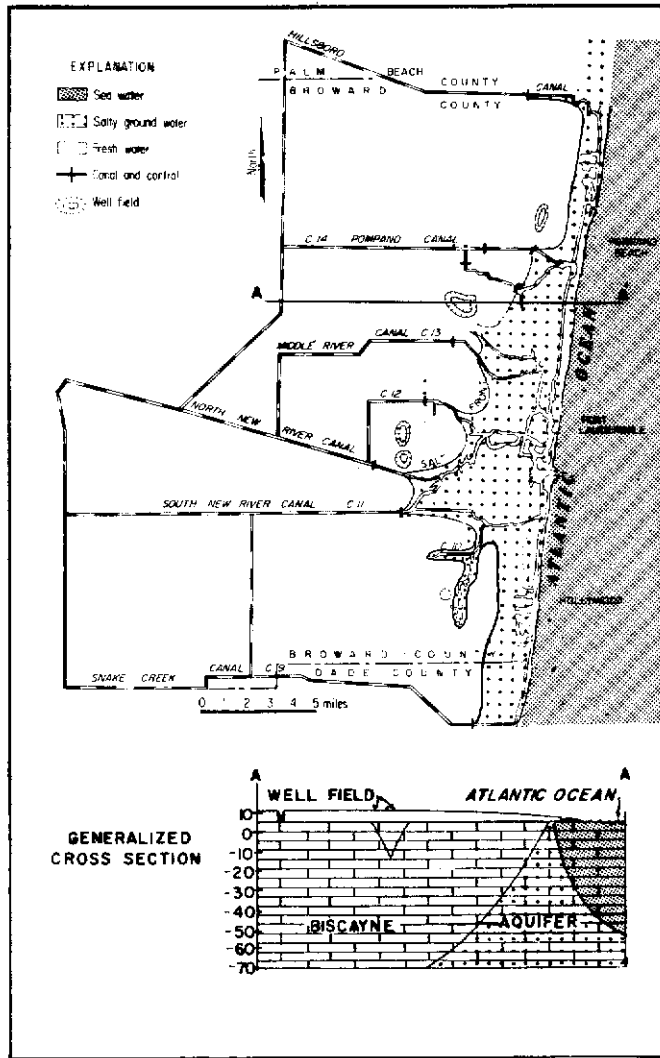 HILLSBORO
EXPLANATION
PALM BEACH COUNTY
CANAL
BROWARD COUNTY
Sea water
Salty ground water
Fresh water
Canal and control
Well field
North
C 14 POMPANO CANAL
BEACH
A
MIDDLE RIVER CANAL C 13
C 12
FRONT
SALT
NORTH NEW RIVER CANAL
ATLANTIC OCEAN
FORT LAUDERDALE
SOUTH NEW RIVER CANAL C 11
HOLLYWOOD
BROWARD COUNTY
DADE COUNTY
SNAKE CREEK CANAL C 9
0 1 2 3 4 5 miles
A A
WELL FIELD ATLANTIC OCEAN
GENERALIZED
CROSS SECTION
10
0
-10
-20
-30
-40
-50
-60
-70
BISCAYNE AQUIFER